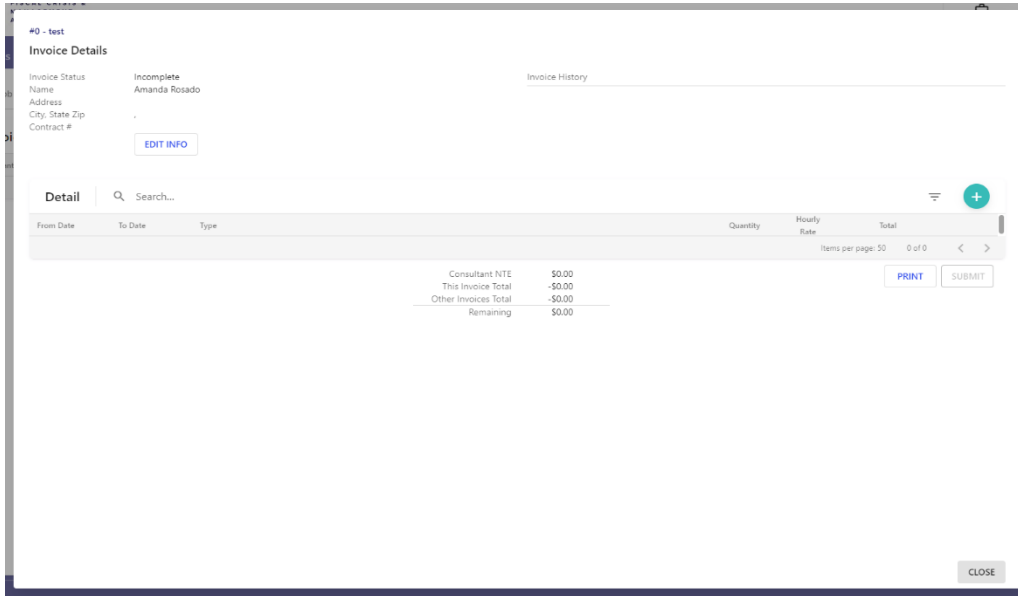 #0 - test
Invoice Details
Invoice Status Incomplete
Name Amanda Rosado
Address
City, State Zip ,
Contract #
EDIT INFO
Invoice History
Detail Search...
From Date To Date Type Quantity Hourly Rate Total
Items per page: 50 0 of 0
Consultant NTE $0.00
This Invoice Total -$0.00
Other Invoices Total -$0.00
Remaining $0.00
PRINT SUBMIT
CLOSE